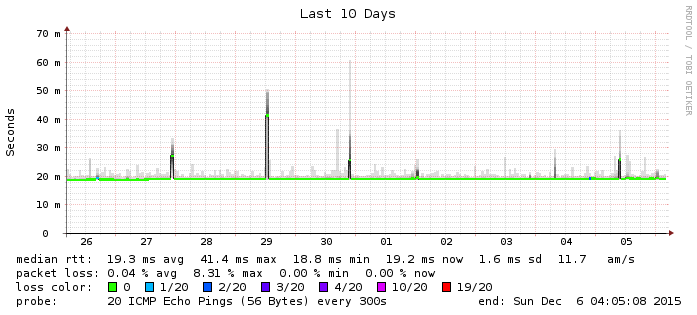 Last 10 Days
RRDTOOL / TOBI OETIKER
Seconds
70 m
60 m
50 m
40 m
30 m
20 m
10 m
0
26 27 28 29 30 01 02 03 04 05
median rtt: 19.3 ms avg 41.4 ms max 18.8 ms min 19.2 ms now 1.6 ms sd 11.7 am/s
packet loss: 0.04 % avg 8.31 % max 0.00 % min 0.00 % now
loss color: 0 1/20 2/20 3/20 4/20 10/20 19/20
probe: 20 ICMP Echo Pings (56 Bytes) every 300s end: Sun Dec 6 04:05:08 2015